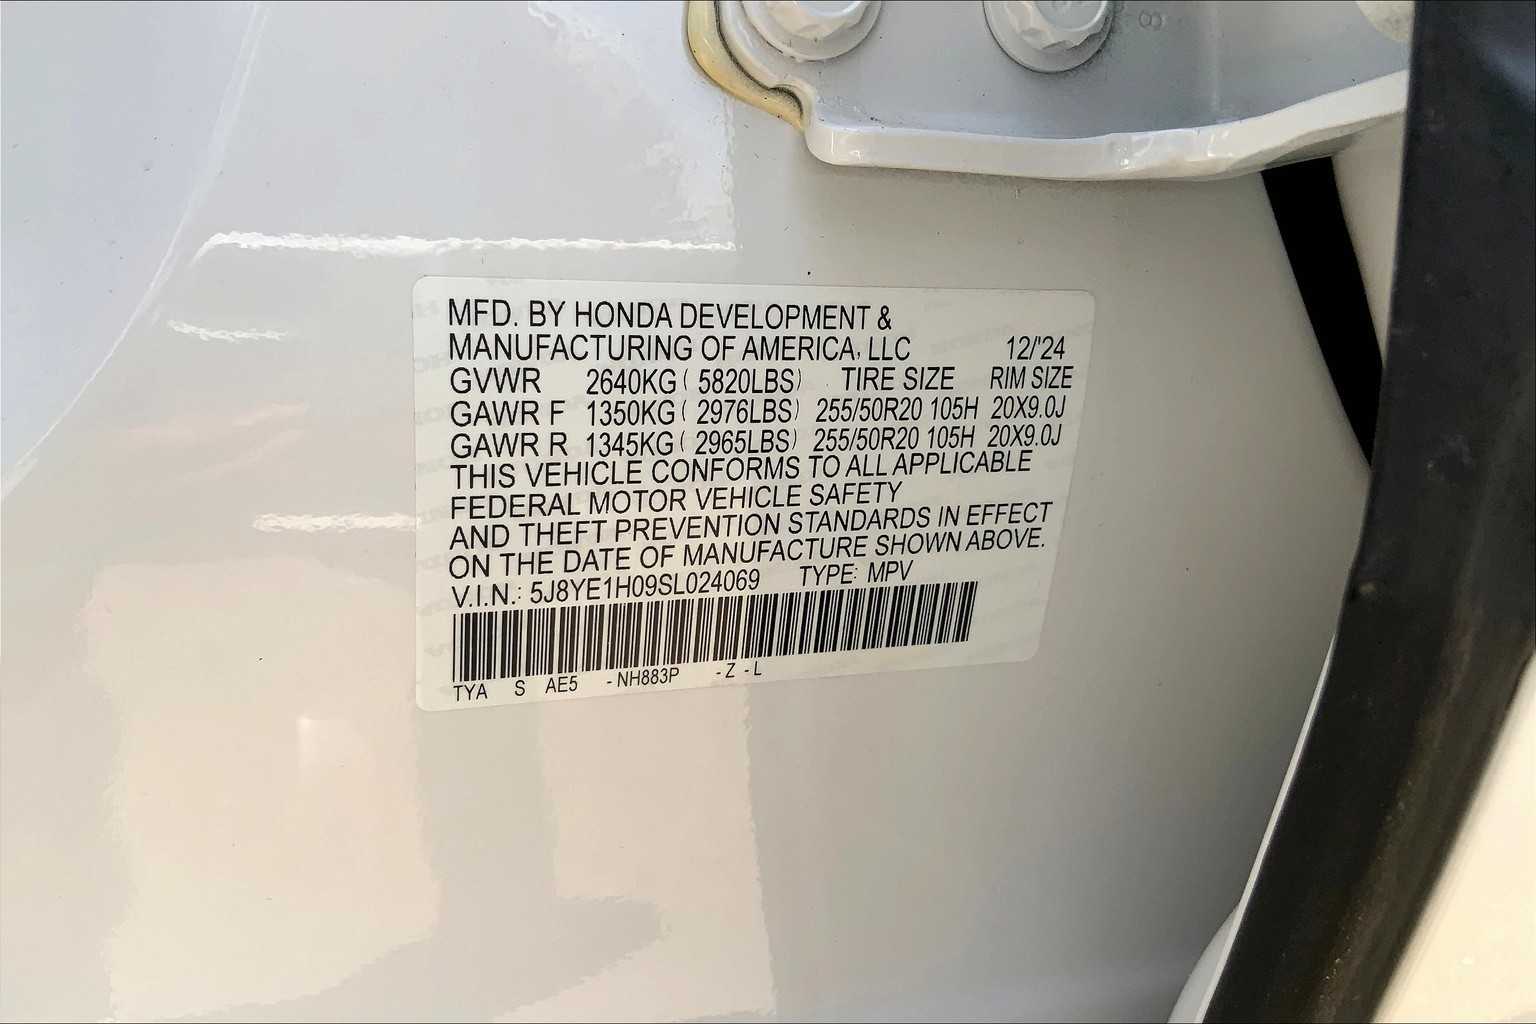 MFD. BY HONDA DEVELOPMENT &
MANUFACTURING OF AMERICA, LLC 12/'24
GVWR 2640KG ( 5820LBS) TIRE SIZE RIM SIZE
GAWR F 1350KG ( 2976LBS) 255/50R20 105H 20X9.0J
GAWR R 1345KG ( 2965LBS) 255/50R20 105H 20X9.0J
THIS VEHICLE CONFORMS TO ALL APPLICABLE
FEDERAL MOTOR VEHICLE SAFETY
AND THEFT PREVENTION STANDARDS IN EFFECT
ON THE DATE OF MANUFACTURE SHOWN ABOVE.
V.I.N.: 5J8YE1H09SL024069 TYPE: MPV
TYA S AE5 -NH883P -Z -L